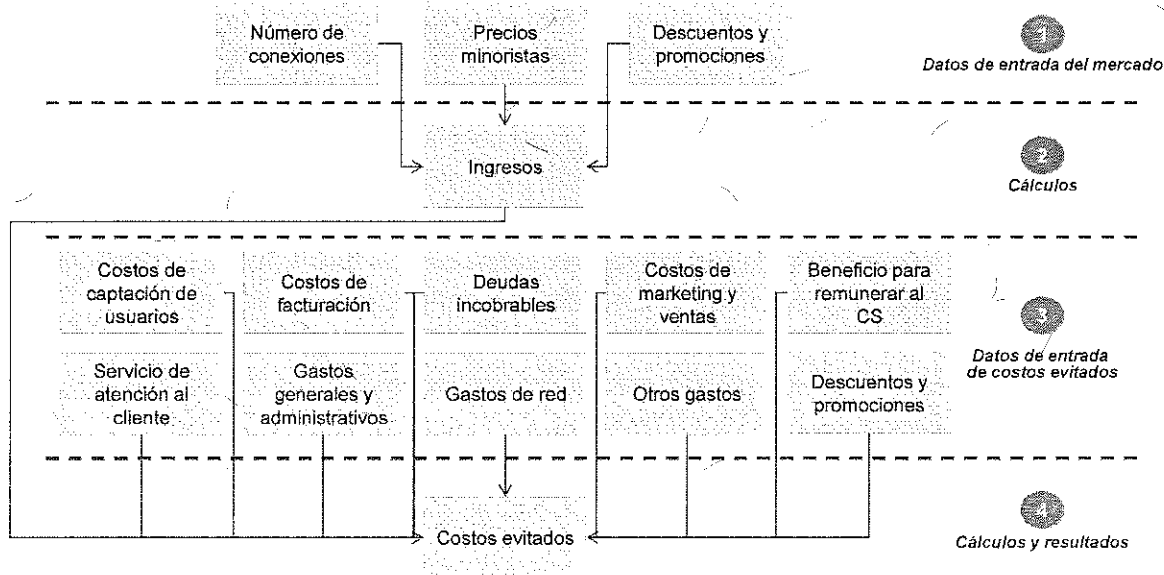 Número de
conexiones
Precios
minoristas
Descuentos y
promociones
1
Datos de entrada del mercado
Ingresos
2
Cálculos
Costos de
captación de
usuarios
Costos de
facturación
Deudas
incobrables
Costos de
marketing y
ventas
Beneficio para
remunerar al
CS
3
Datos de entrada
de costos evitados
Servicio de
atención al
cliente
Gastos
generales y
administrativos
Gastos de red
Otros gastos
Descuentos y
promociones
Costos evitados
4
Cálculos y resultados